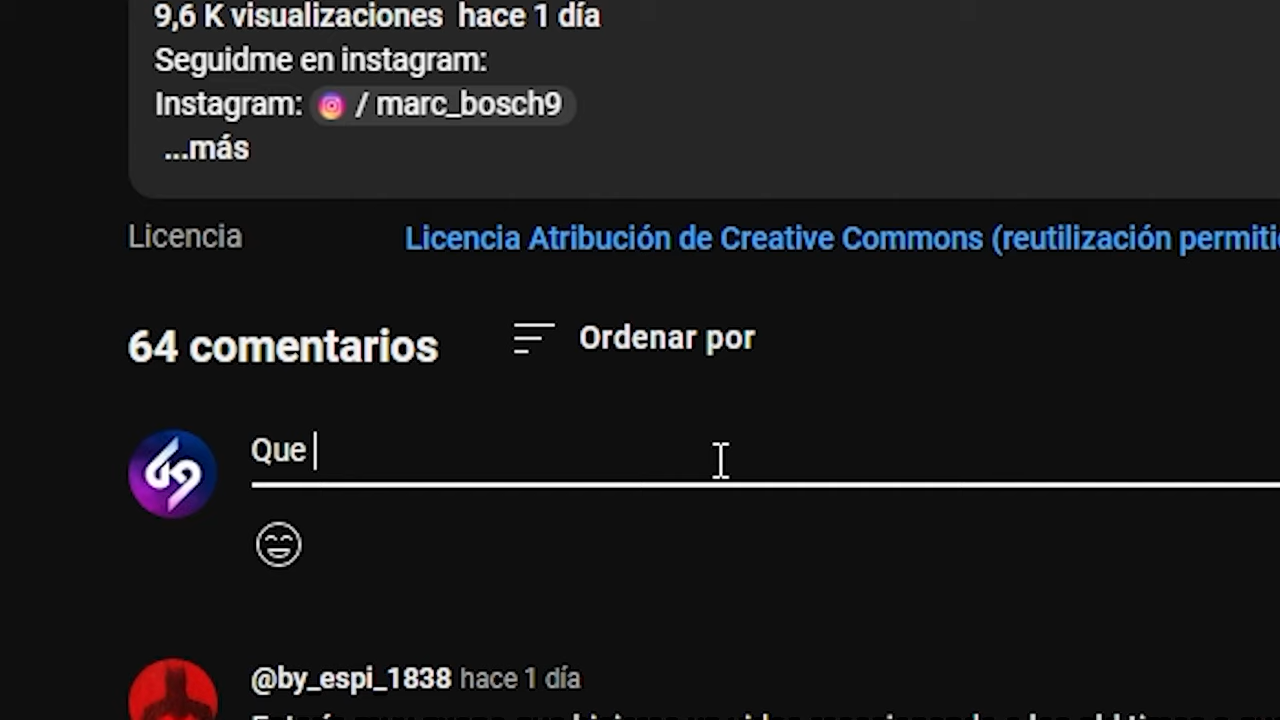 9,6 K visualizaciones hace 1 día
Seguidme en instagram:
Instagram: / marc_bosch9
...más
Licencia Licencia Atribución de Creative Commons (reutilización
64 comentarios Ordenar por
Que
@by_espi_1838 hace 1 día